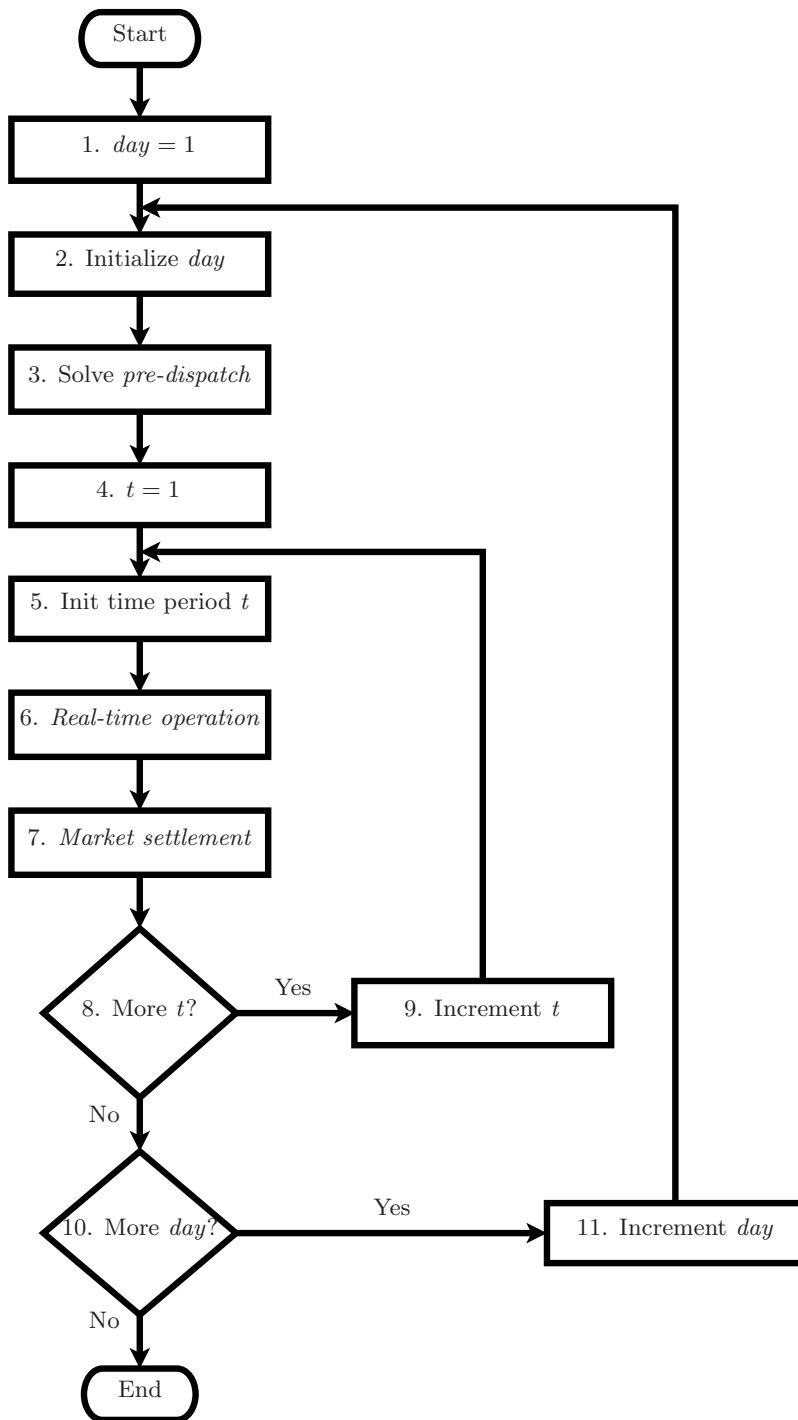 Start
1. day = 1
2. Initialize day
3. Solve pre-dispatch
4. t = 1
5. Init time period t
6. Real-time operation
7. Market settlement
8. More t?
Yes
9. Increment t
No
10. More day?
Yes
11. Increment day
No
End